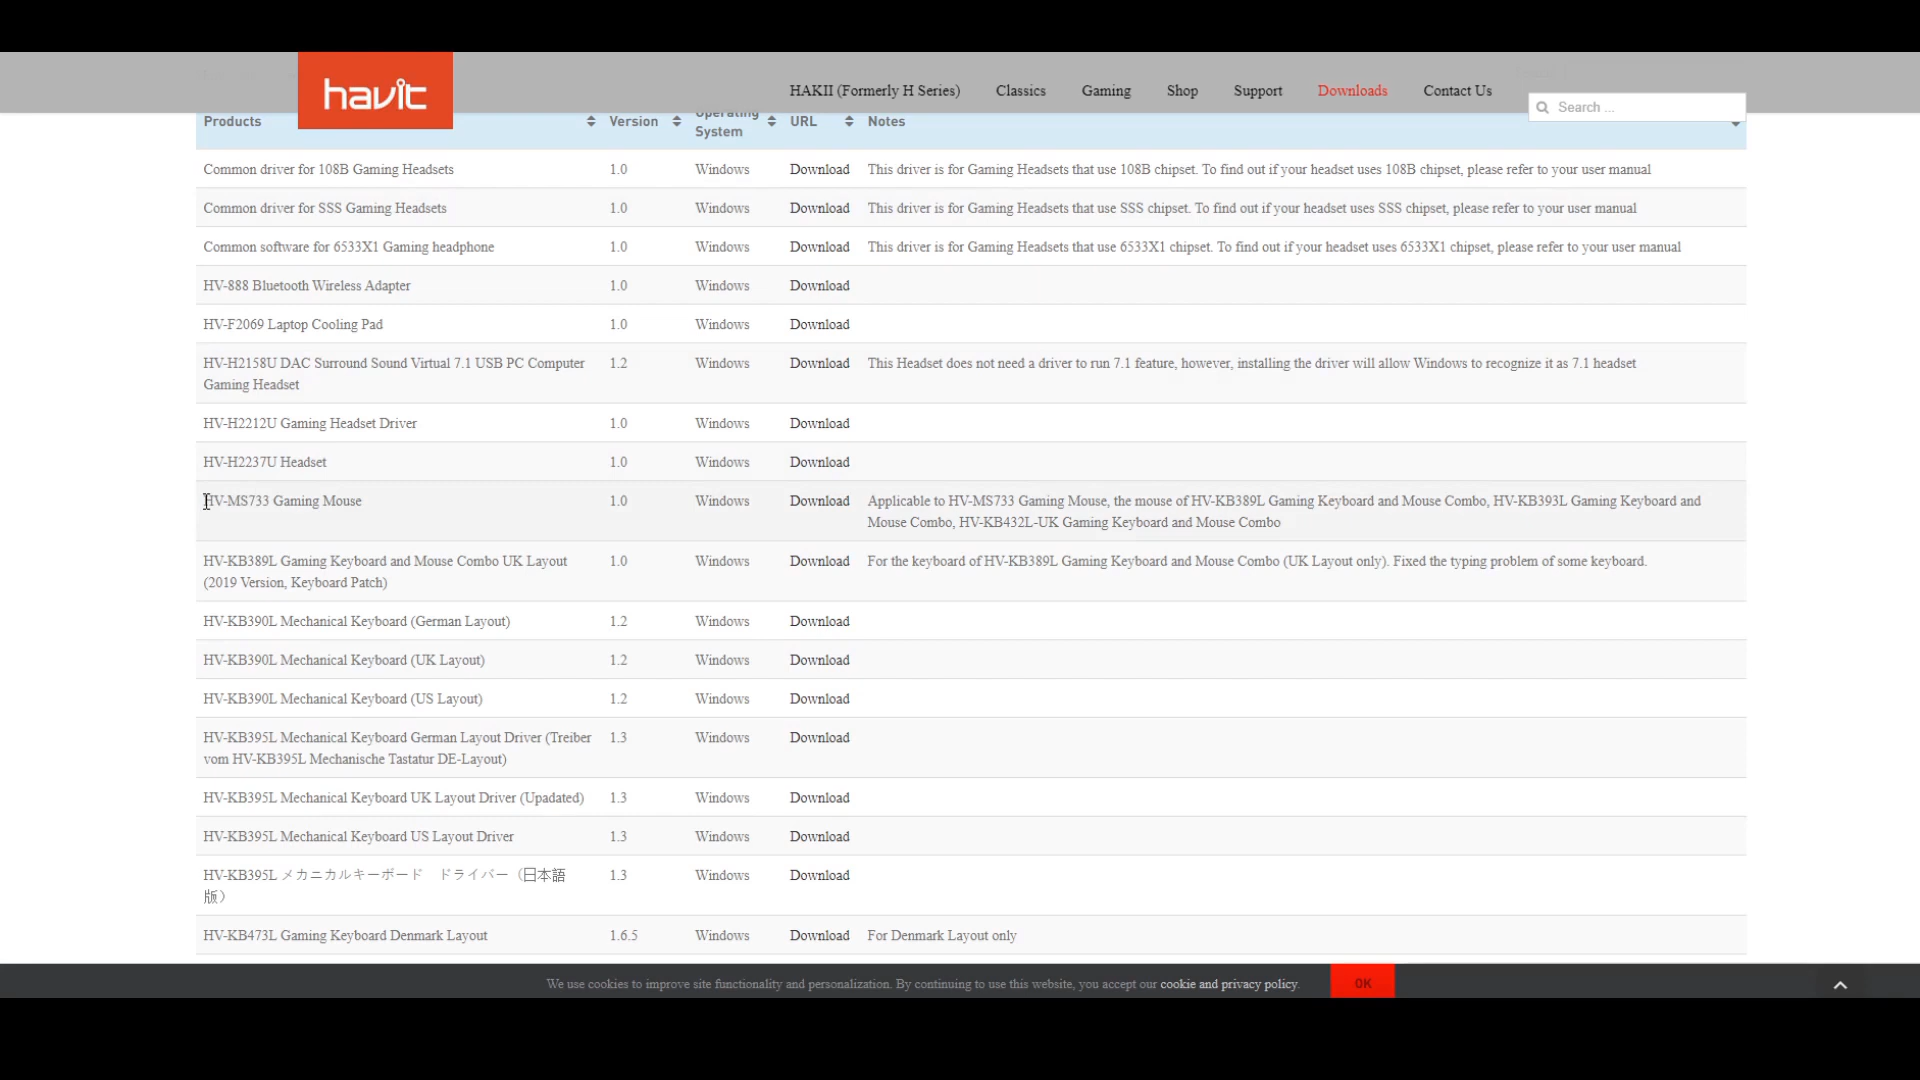 havit
HAKII (Formerly H Series) Classics Gaming Shop Support Downloads Contact Us
Search ...
Products Version Operating System URL Notes
Common driver for 108B Gaming Headsets 1.0 Windows Download This driver is for Gaming Headsets that use 108B chipset. To find out if your headset uses 108B chipset, please refer to your user manual
Common driver for SSS Gaming Headsets 1.0 Windows Download This driver is for Gaming Headsets that use SSS chipset. To find out if your headset uses SSS chipset, please refer to your user manual
Common software for 6533X1 Gaming headphone 1.0 Windows Download This driver is for Gaming Headsets that use 6533X1 chipset. To find out if your headset uses 6533X1 chipset, please refer to your user manual
HV-888 Bluetooth Wireless Adapter 1.0 Windows Download
HV-F2069 Laptop Cooling Pad 1.0 Windows Download
HV-H2158U DAC Surround Sound Virtual 7.1 USB PC Computer 1.2 Windows Download This Headset does not need a driver to run 7.1 feature, however, installing the driver will allow Windows to recognize it as 7.1 headset
Gaming Headset
HV-H2212U Gaming Headset Driver 1.0 Windows Download
HV-H2237U Headset 1.0 Windows Download
HV-MS733 Gaming Mouse 1.0 Windows Download Applicable to HV-MS733 Gaming Mouse, the mouse of HV-KB389L Gaming Keyboard and Mouse Combo, HV-KB393L Gaming Keyboard and
Mouse Combo, HV-KB432L-UK Gaming Keyboard and Mouse Combo
HV-KB389L Gaming Keyboard and Mouse Combo UK Layout 1.0 Windows Download For the keyboard of HV-KB389L Gaming Keyboard and Mouse Combo (UK Layout only). Fixed the typing problem of some keyboard.
(2019 Version, Keyboard Patch)
HV-KB390L Mechanical Keyboard (German Layout) 1.2 Windows Download
HV-KB390L Mechanical Keyboard (UK Layout) 1.2 Windows Download
HV-KB390L Mechanical Keyboard (US Layout) 1.2 Windows Download
HV-KB395L Mechanical Keyboard German Layout Driver (Treiber 1.3 Windows Download
vom HV-KB395L Mechanische Tastatur DE-Layout)
HV-KB395L Mechanical Keyboard UK Layout Driver (Upadated) 1.3 Windows Download
HV-KB395L Mechanical Keyboard US Layout Driver 1.3 Windows Download
HV-KB395L メカニカルキーボード　ドライバー（日本語 1.3 Windows Download
版）
HV-KB473L Gaming Keyboard Denmark Layout 1.6.5 Windows Download For Denmark Layout only
We use cookies to improve site functionality and personalization. By continuing to use this website, you accept our cookie and privacy policy. OK